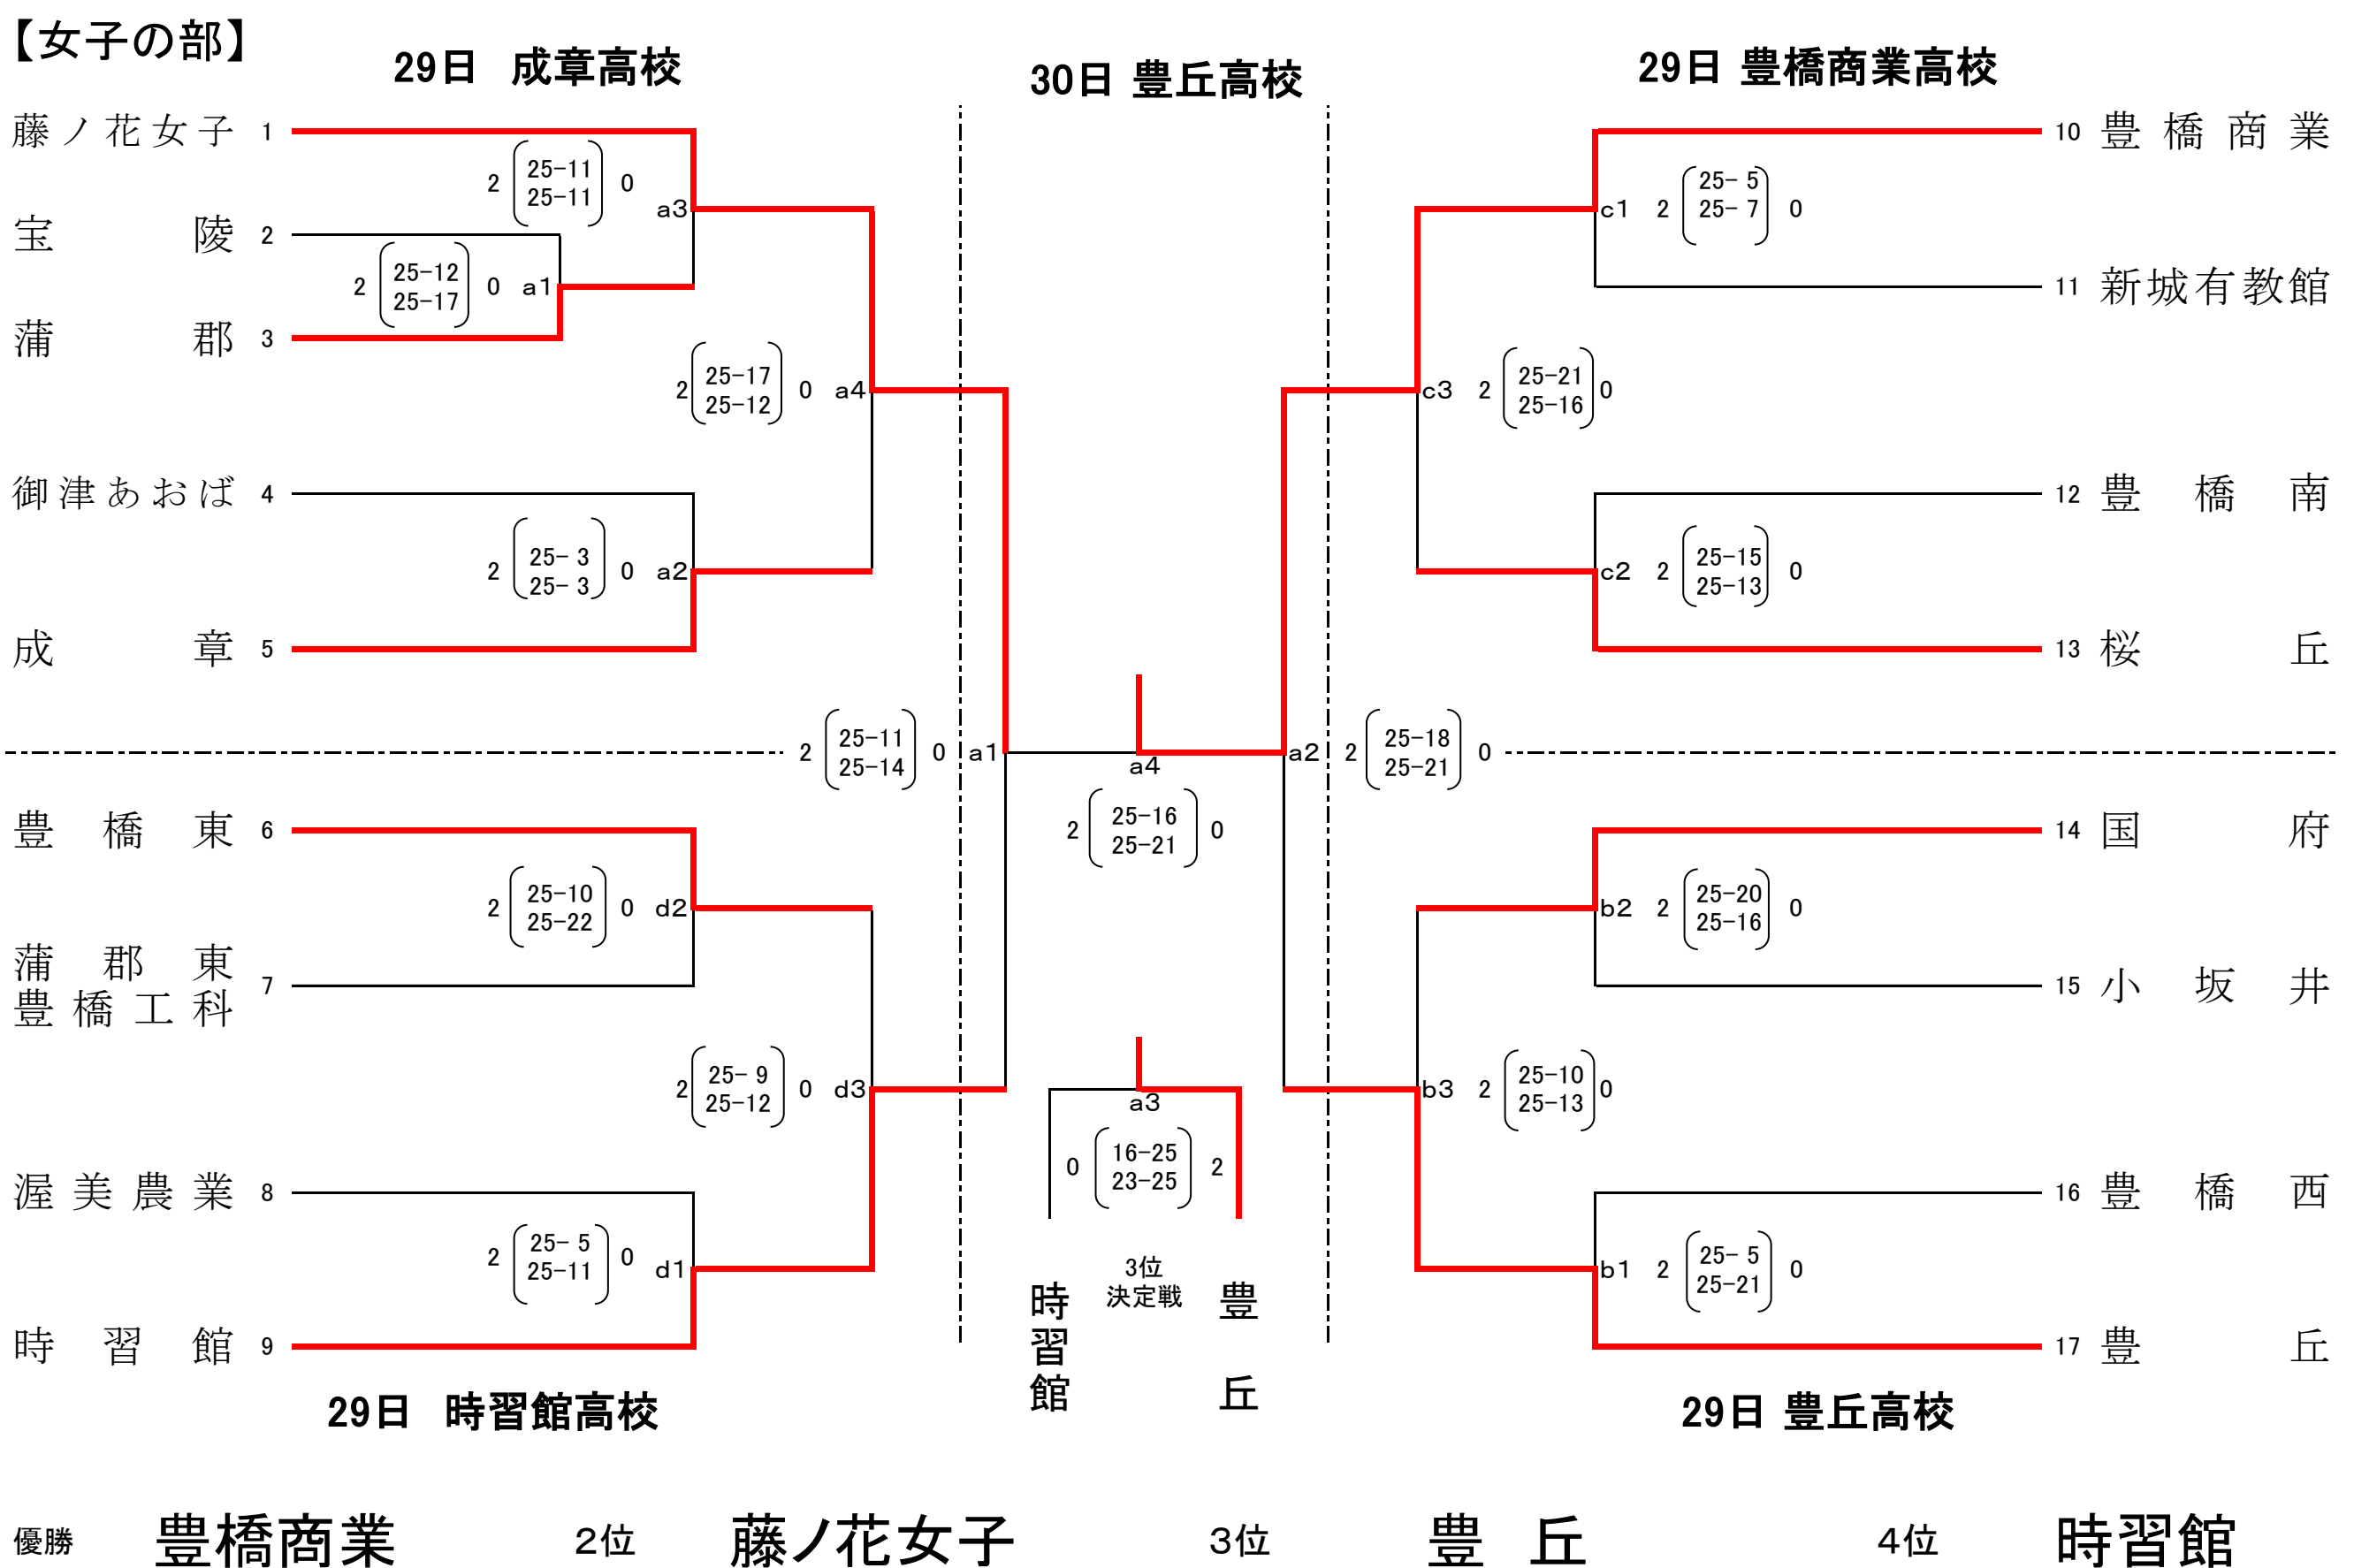 【女子の部】
29日 成章高校
30日 豊丘高校
29日 豊橋商業高校
藤ノ花女子 1
2 25-11 0
25-11
a3
宝陵 2
2 25-12 0 a1
25-17
蒲郡 3
2 25-17 0 a4
25-12
御津あおば 4
2 25- 3 0 a2
25- 3
成章 5
2 25-11 0 a1
25-14
豊橋東 6
2 25-10 0 d2
25-22
蒲郡東
豊橋工科 7
2 25- 9 0 d3
25-12
渥美農業 8
2 25- 5 0 d1
25-11
時習館 9
29日 時習館高校
a4
2 25-16 0
25-21
a3
0 16-25 2
23-25
3位
決定戦
時習館
豊丘
10 豊橋商業
c1 2 25- 5 0
25- 7
11 新城有教館
c3 2 25-21 0
25-16
12 豊橋南
c2 2 25-15 0
25-13
13 桜丘
a2 2 25-18 0
25-21
14 国府
b2 2 25-20 0
25-16
15 小坂井
b3 2 25-10 0
25-13
16 豊橋西
b1 2 25- 5 0
25-21
17 豊丘
29日 豊丘高校
優勝 豊橋商業 2位 藤ノ花女子 3位 豊丘 4位 時習館